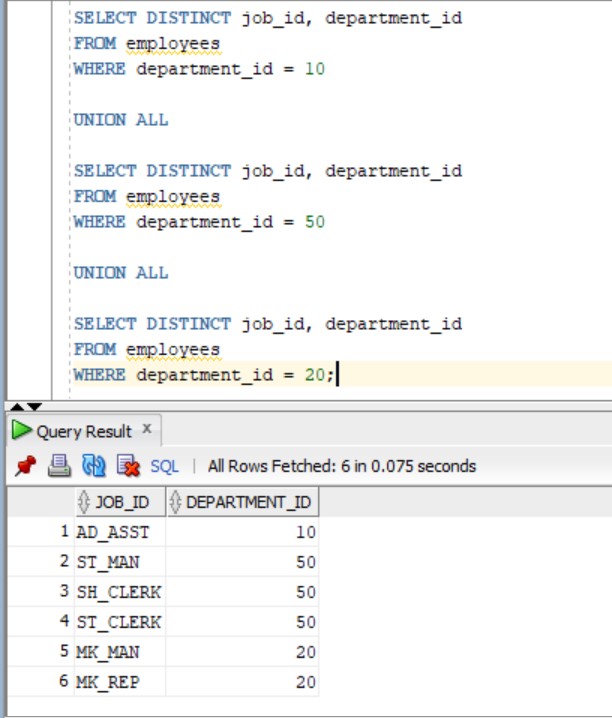 SELECT DISTINCT job_id, department_id
FROM employees
WHERE department_id = 10
UNION ALL
SELECT DISTINCT job_id, department_id
FROM employees
WHERE department_id = 50
UNION ALL
SELECT DISTINCT job_id, department_id
FROM employees
WHERE department_id = 20;
Query Result x
SQL | All Rows Fetched: 6 in 0.075 seconds
JOB_ID DEPARTMENT_ID
1 AD_ASST 10
2 ST_MAN 50
3 SH_CLERK 50
4 ST_CLERK 50
5 MK_MAN 20
6 MK_REP 20